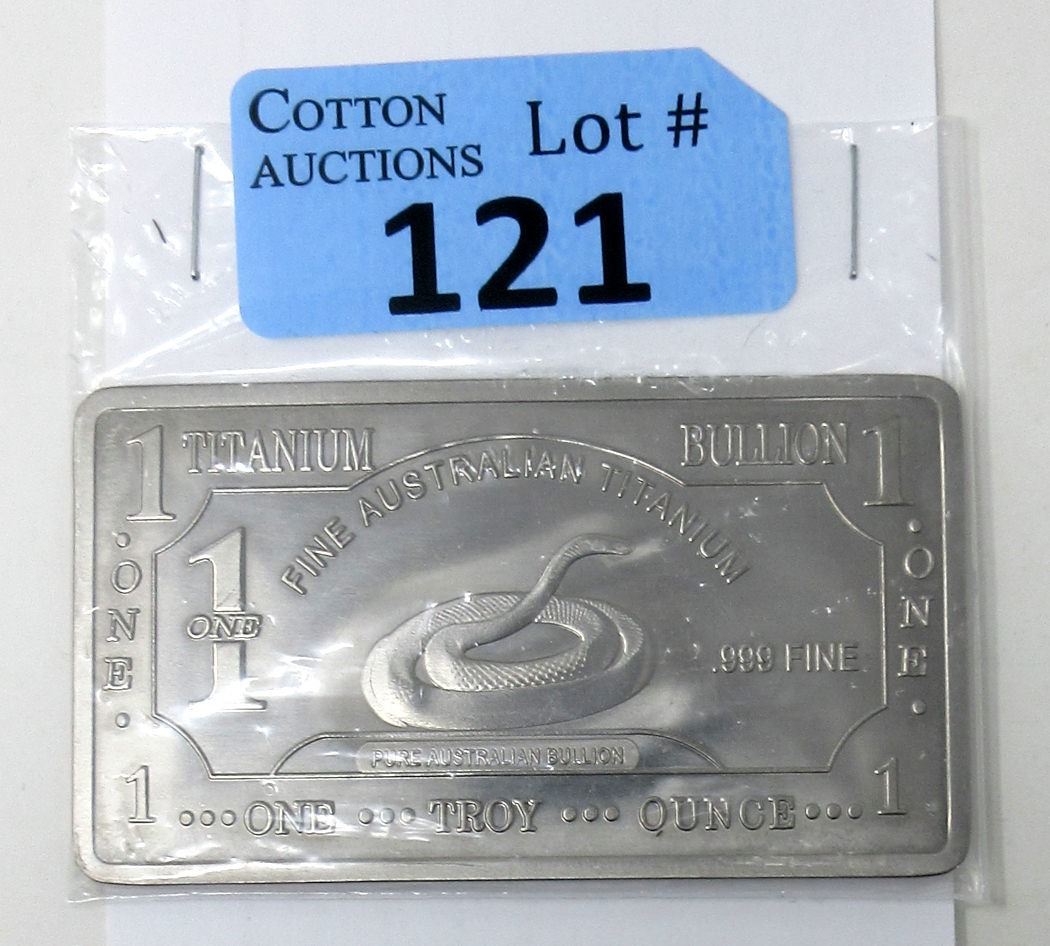 COTTON AUCTIONS Lot #
121
1 TITANIUM BULLION 1
FINE AUSTRALIAN TITANIUM
ONE
1
ONE
ONE
.999 FINE
PURE AUSTRALIAN BULLION
1 ...ONE ... TROY ... OUNCE... 1